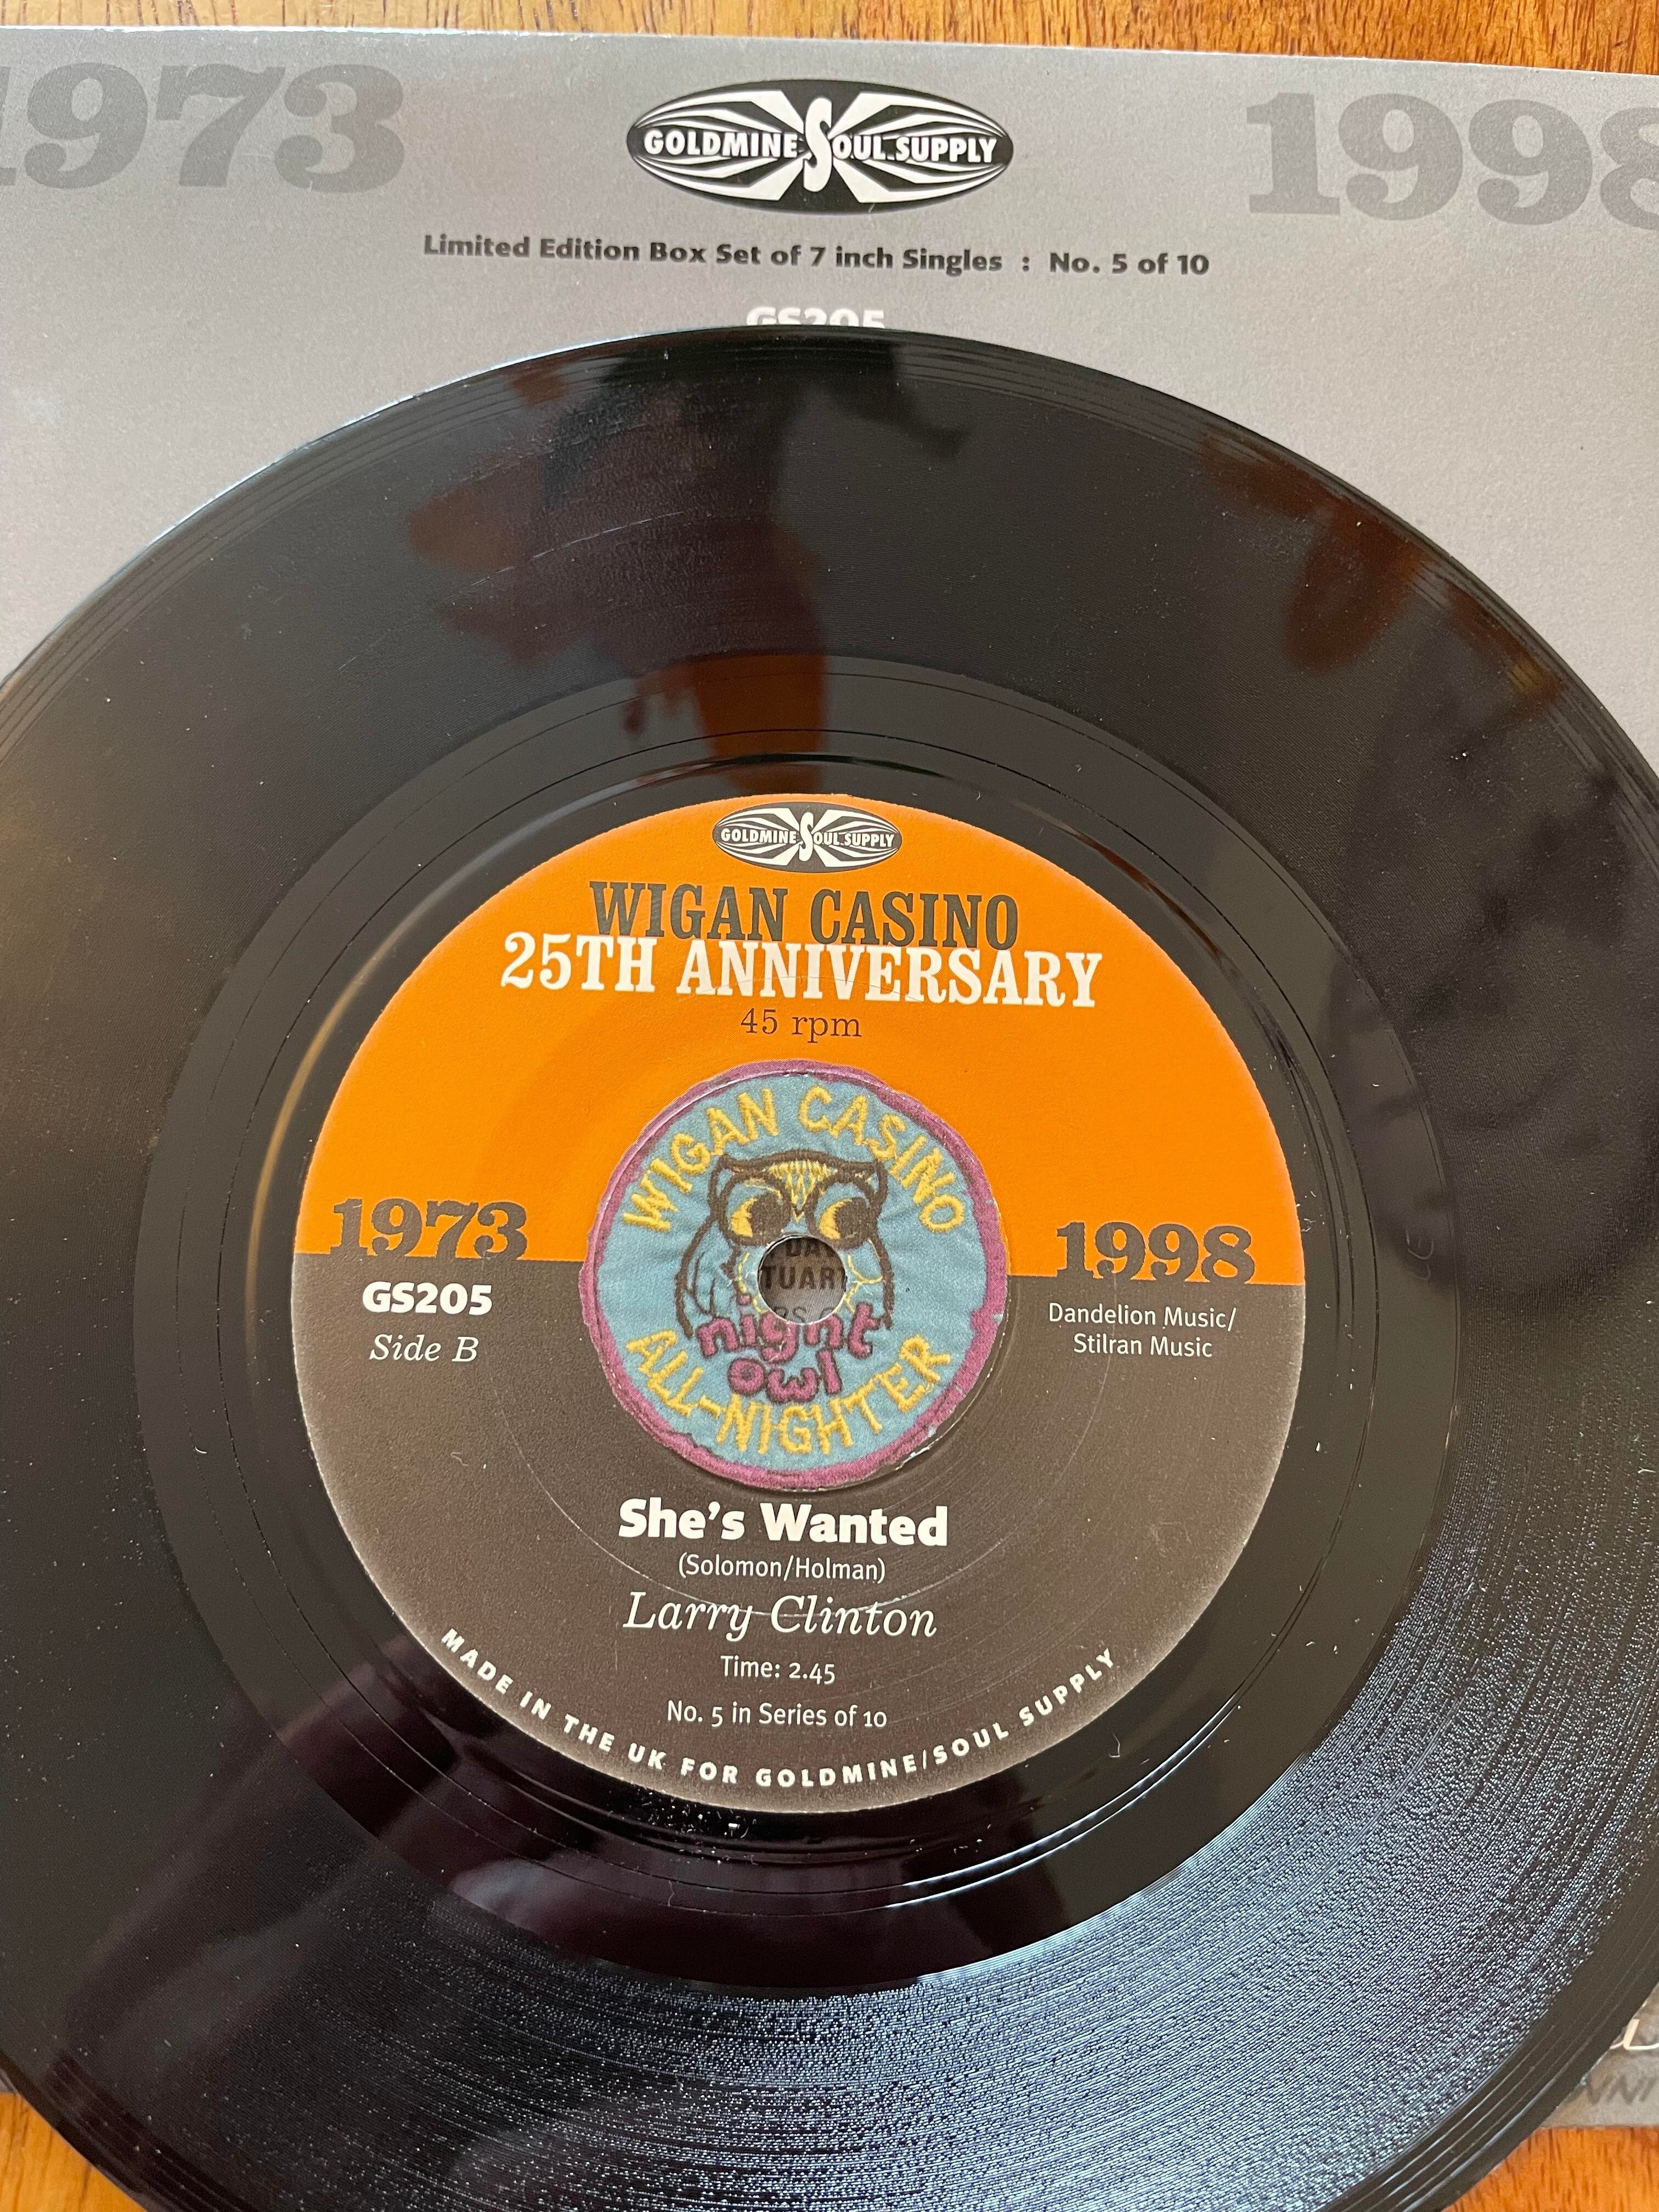 1973
GOLDMINE SOUL SUPPLY
1998
Limited Edition Box Set of 7 inch Singles : No. 5 of 10
GS205
GOLDMINE SOUL SUPPLY
WIGAN CASINO
25TH ANNIVERSARY
45 rpm
WIGAN CASINO
night
owl
ALL-NIGHTER
1973
1998
GS205
Side B
Dandelion Music/
Stilran Music
She's Wanted
(Solomon/Holman)
Larry Clinton
Time: 2.45
No. 5 in Series of 10
MADE IN THE UK FOR GOLDMINE/SOUL SUPPLY